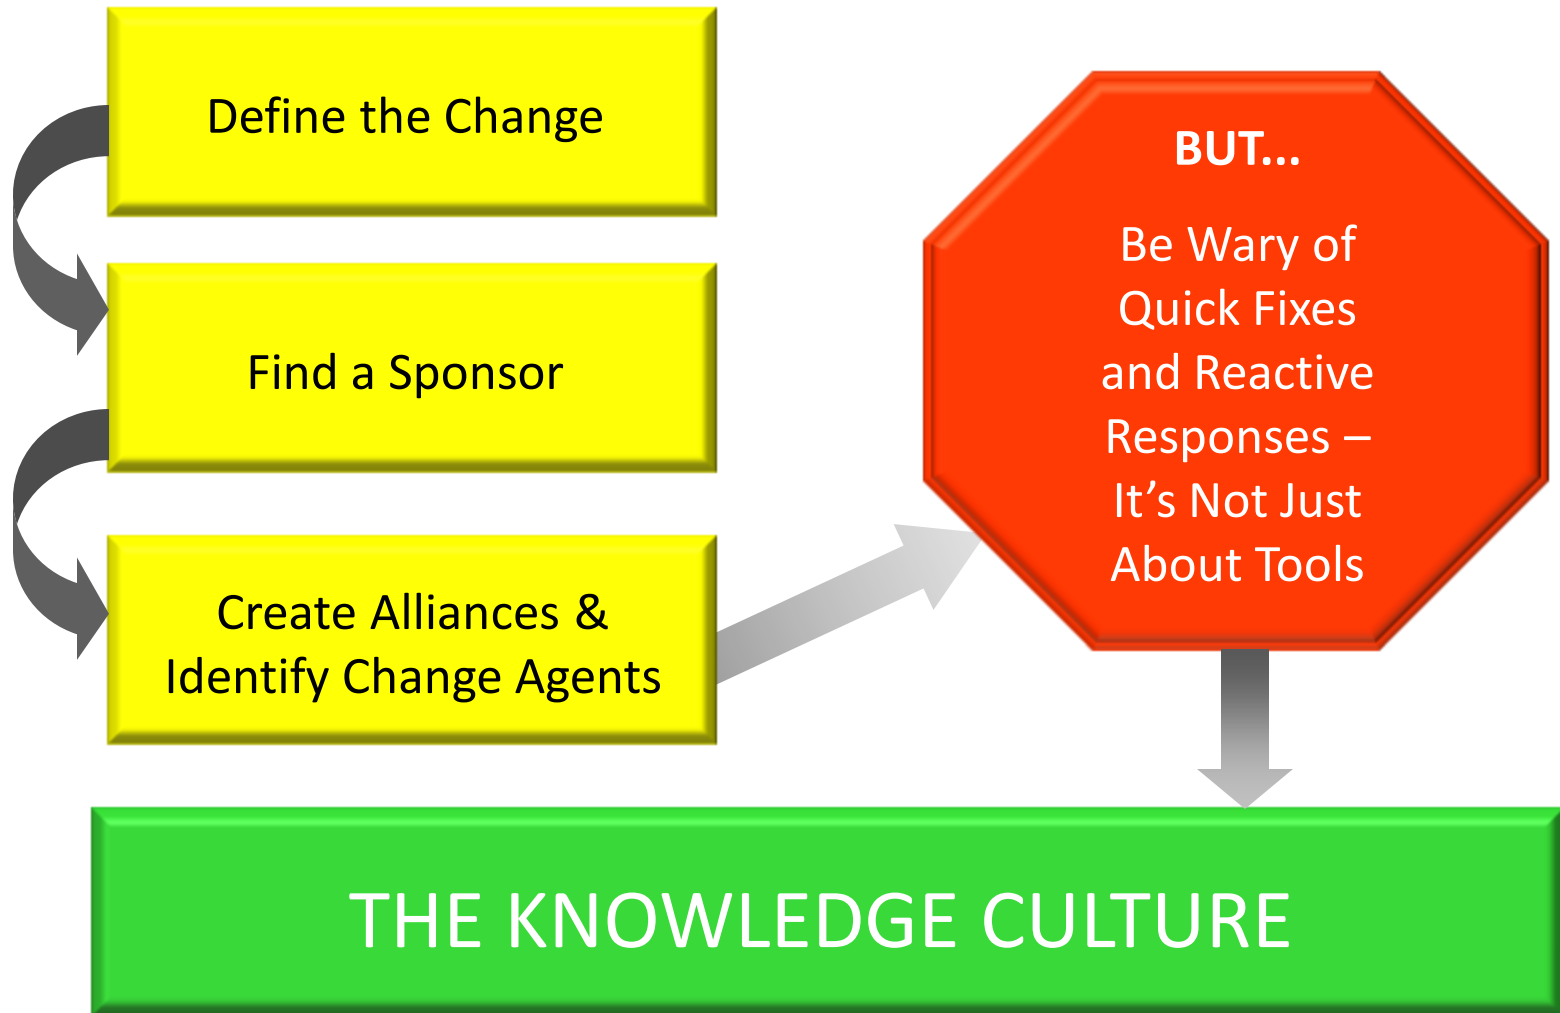 Define the Change
Find a Sponsor
Create Alliances &
Identify Change Agents
BUT...
Be Wary of
Quick Fixes
and Reactive
Responses –
It’s Not Just
About Tools
THE KNOWLEDGE CULTURE